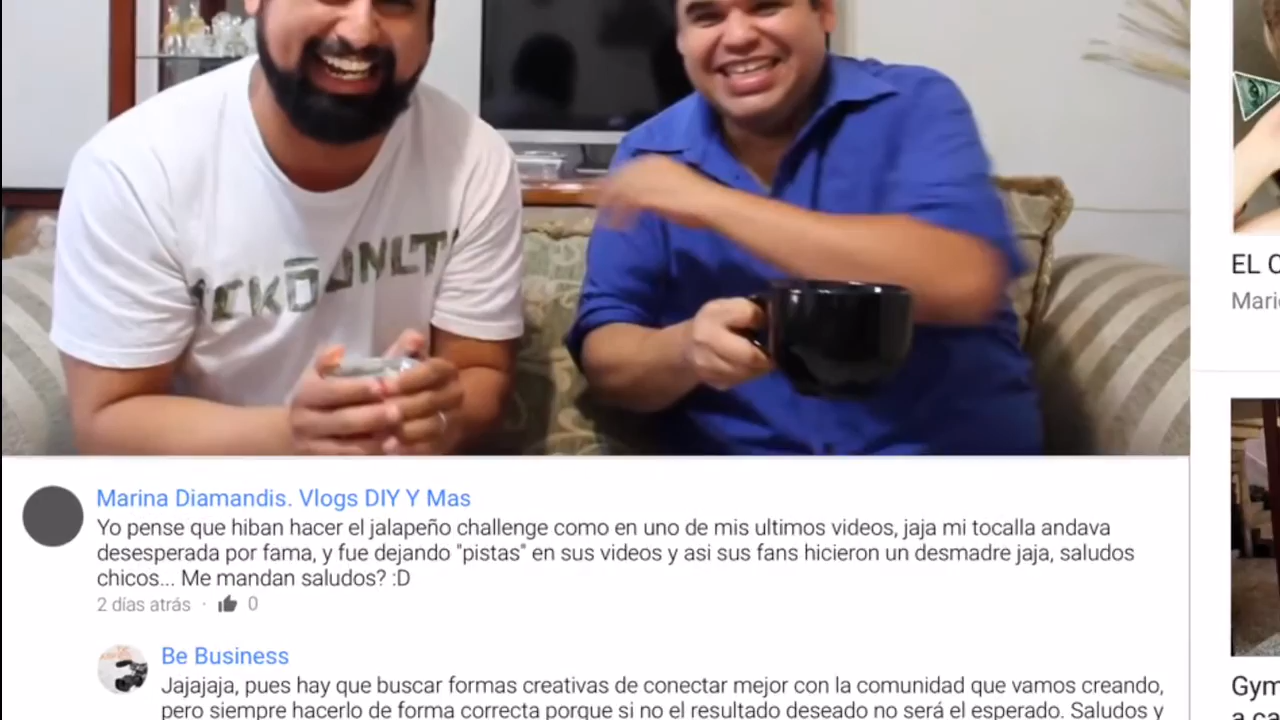 EL
Mario
Marina Diamandis. Vlogs DIY Y Mas
Yo pense que hiban hacer el jalapeño challenge como en uno de mis ultimos videos, jaja mi tocalla andava
desesperada por fama, y fue dejando "pistas" en sus videos y asi sus fans hicieron un desmadre jaja, saludos
chicos... Me mandan saludos? :D
2 días atrás · 0
Be Business
Jajajaja, pues hay que buscar formas creativas de conectar mejor con la comunidad que vamos creando,
pero siempre hacerlo de forma correcta porque si no el resultado deseado no será el esperado. Saludos y